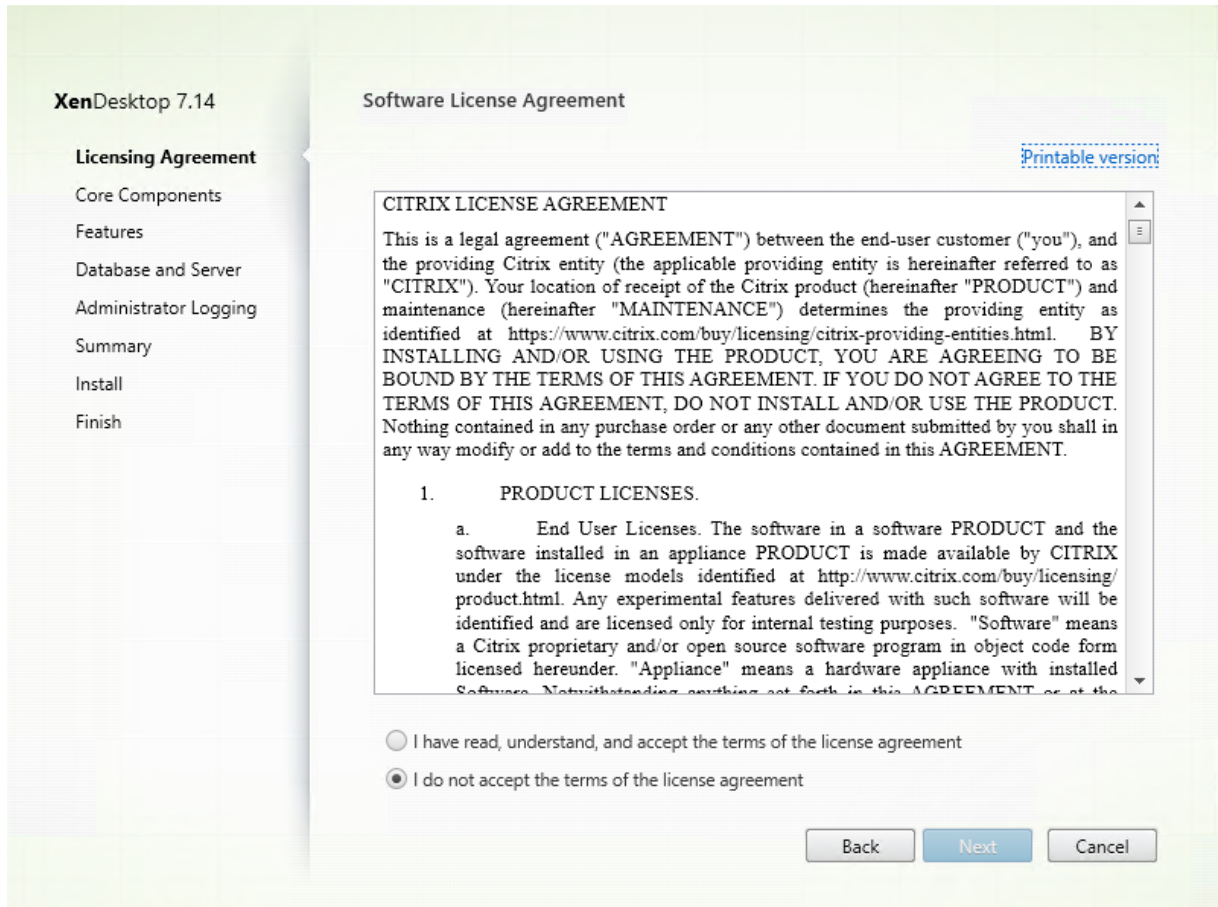 XenDesktop 7.14
Licensing Agreement
Core Components
Features
Database and Server
Administrator Logging
Summary
Install
Finish
Software License Agreement
Printable version
CITRIX LICENSE AGREEMENT
This is a legal agreement ("AGREEMENT") between the end-user customer ("you"), and
the providing Citrix entity (the applicable providing entity is hereinafter referred to as
"CITRIX"). Your location of receipt of the Citrix product (hereinafter "PRODUCT") and
maintenance (hereinafter "MAINTENANCE") determines the providing entity as
identified at https://www.citrix.com/buy/licensing/citrix-providing-entities.html. BY
INSTALLING AND/OR USING THE PRODUCT, YOU ARE AGREEING TO BE
BOUND BY THE TERMS OF THIS AGREEMENT. IF YOU DO NOT AGREE TO THE
TERMS OF THIS AGREEMENT, DO NOT INSTALL AND/OR USE THE PRODUCT.
Nothing contained in any purchase order or any other document submitted by you shall in
any way modify or add to the terms and conditions contained in this AGREEMENT.
1. PRODUCT LICENSES.
a. End User Licenses. The software in a software PRODUCT and the
software installed in an appliance PRODUCT is made available by CITRIX
under the license models identified at http://www.citrix.com/buy/licensing/
product.html. Any experimental features delivered with such software will be
identified and are licensed only for internal testing purposes. "Software" means
a Citrix proprietary and/or open source software program in object code form
licensed hereunder. "Appliance" means a hardware appliance with installed
Software. Notwithstanding anything set forth in this AGREEMENT or at the
I have read, understand, and accept the terms of the license agreement
I do not accept the terms of the license agreement
Back
Next
Cancel